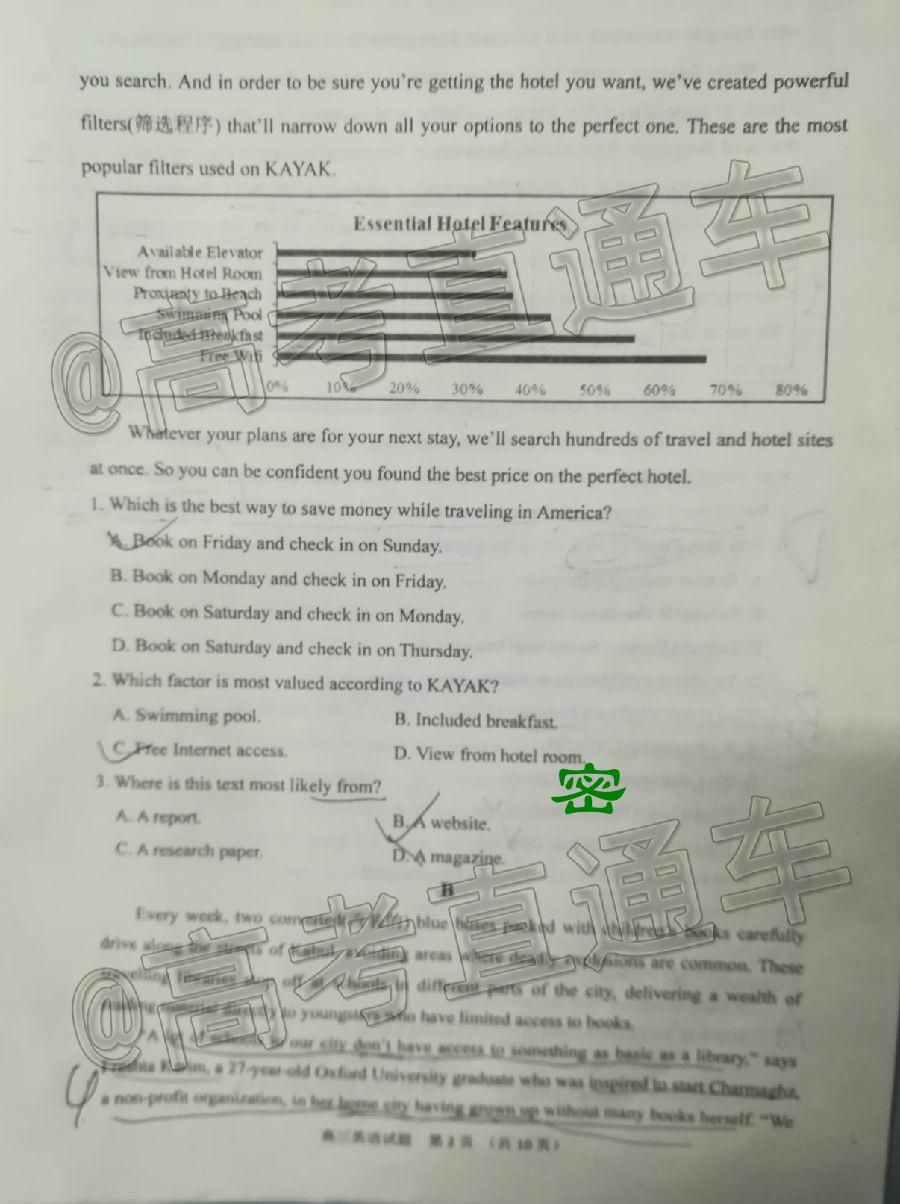 you search. And in order to be sure you're getting the hotel you want, we've created powerful
filters(筛选程序) that'll narrow down all your options to the perfect one. These are the most
popular filters used on KAYAK.
Essential Hotel Features
Available Elevator
View from Hotel Room
Proximity to Beach
Swimming Pool
Included Breakfast
Free Wifi
0% 10% 20% 30% 40% 50% 60% 70% 80%
@高考直通车
Whatever your plans are for your next stay, we'll search hundreds of travel and hotel sites
at once. So you can be confident you found the best price on the perfect hotel.
1. Which is the best way to save money while traveling in America?
A. Book on Friday and check in on Sunday.
B. Book on Monday and check in on Friday.
C. Book on Saturday and check in on Monday.
D. Book on Saturday and check in on Thursday.
2. Which factor is most valued according to KAYAK?
A. Swimming pool. B. Included breakfast.
C. Free Internet access. D. View from hotel room.
3. Where is this text most likely from?
密
A. A report. B. A website.
C. A research paper. D. A magazine.
B
Every week, two converted blue buses packed with children's books carefully
drive along the streets of Kabul, avoiding areas where deadly explosions are common. These
travelling libraries stop off at schools in different parts of the city, delivering a wealth of
reading material directly to youngsters who have limited access to books.
@高考直通车
"A lot of schools in our city don't have access to something as basic as a library," says
Karim, a 27-year-old Oxford University graduate who was inspired to start Charmaghz,
a non-profit organization, in her home city having grown up without many books herself. "We
高三英语试题 第 2 页 （共 10 页）